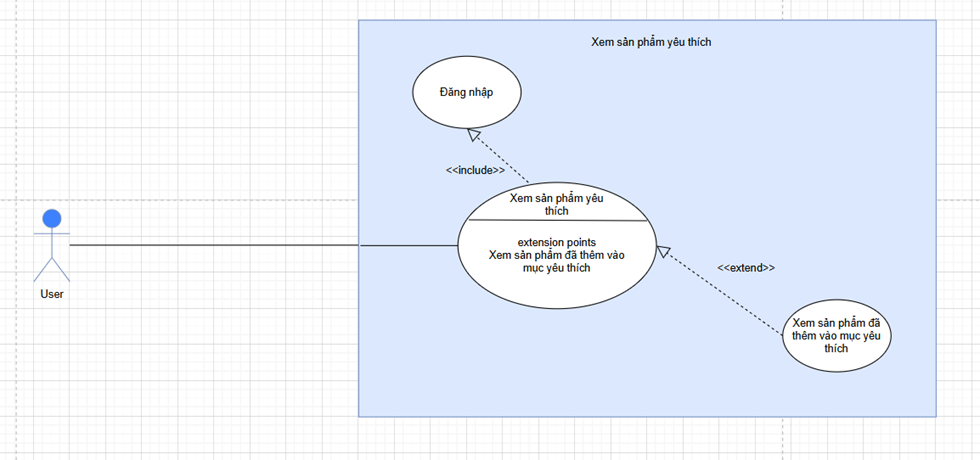 Xem sản phẩm yêu thích
Đăng nhập
<<include>>
Xem sản phẩm yêu
thích
extension points
Xem sản phẩm đã thêm vào
mục yêu thích
<<extend>>
User
Xem sản phẩm đã
thêm vào mục yêu
thích